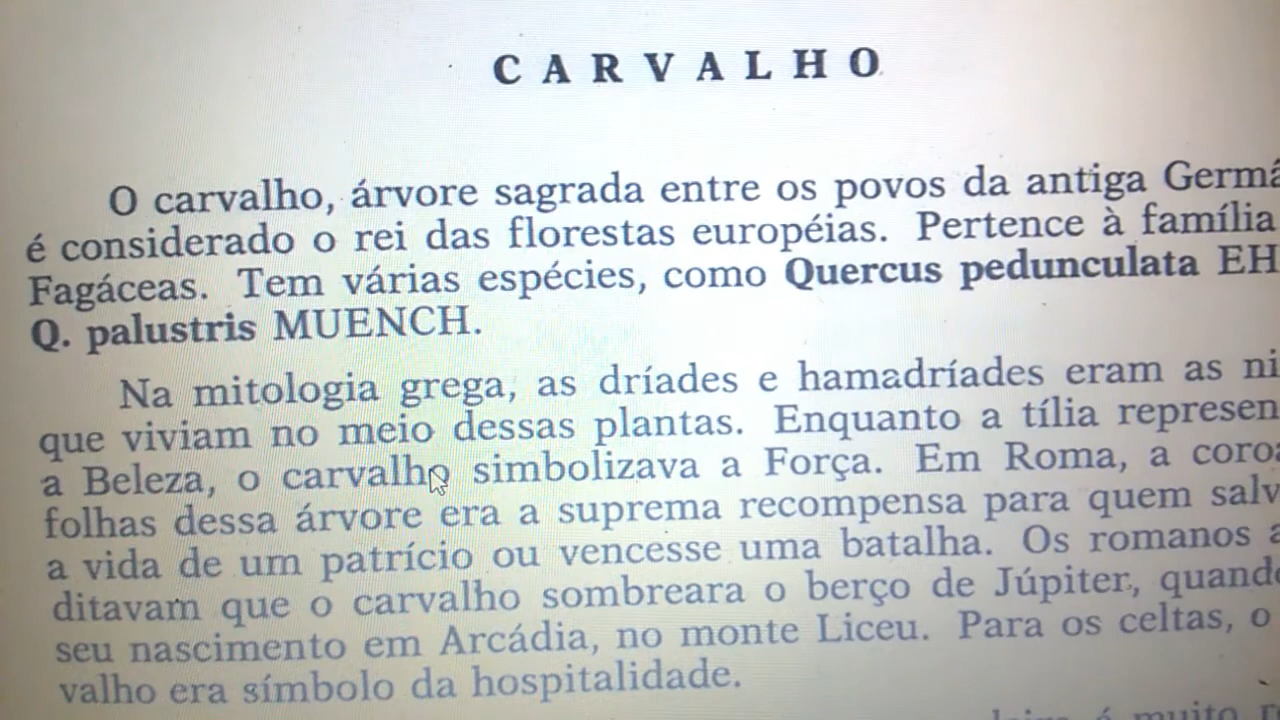 CARVALHO
O carvalho, árvore sagrada entre os povos da antiga Germâ
é considerado o rei das florestas européias. Pertence à família
Fagáceas. Tem várias espécies, como Quercus pedunculata EH
Q. palustris MUENCH.
Na mitologia grega, as dríades e hamadríades eram as ni
que viviam no meio dessas plantas. Enquanto a tília represen
a Beleza, o carvalho simbolizava a Força. Em Roma, a coroa
folhas dessa árvore era a suprema recompensa para quem salv
a vida de um patrício ou vencesse uma batalha. Os romanos a
ditavam que o carvalho sombreara o berço de Júpiter, quando
seu nascimento em Arcádia, no monte Liceu. Para os celtas, o
valho era símbolo da hospitalidade.
é muito